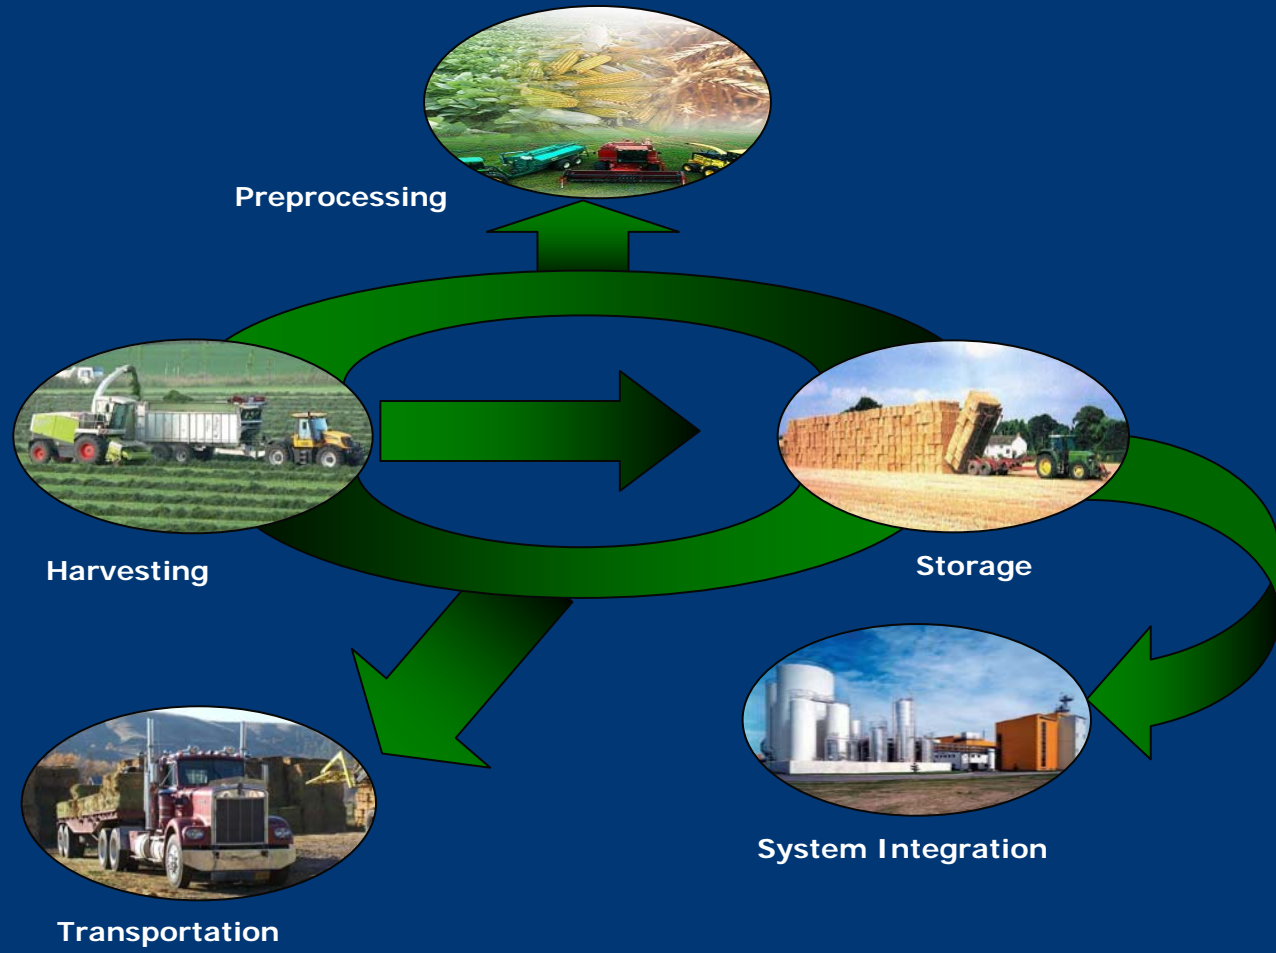 Preprocessing
Harvesting
Storage
System Integration
Transportation